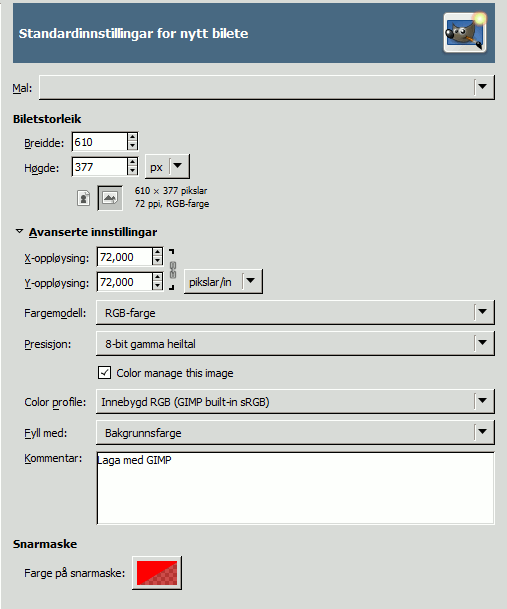 Standardinnstillingar for nytt bilete
Mal:
Biletstorleik
Breidde: 610
Høgde: 377 px
610 × 377 pikslar
72 ppi, RGB-farge
Avanserte innstillingar
X-oppløysing: 72,000
Y-oppløysing: 72,000 pikslar/in
Fargemodell: RGB-farge
Presisjon: 8-bit gamma heiltal
Color manage this image
Color profile: Innebygd RGB (GIMP built-in sRGB)
Fyll med: Bakgrunnsfarge
Kommentar: Laga med GIMP
Snarmaske
Farge på snarmaske: